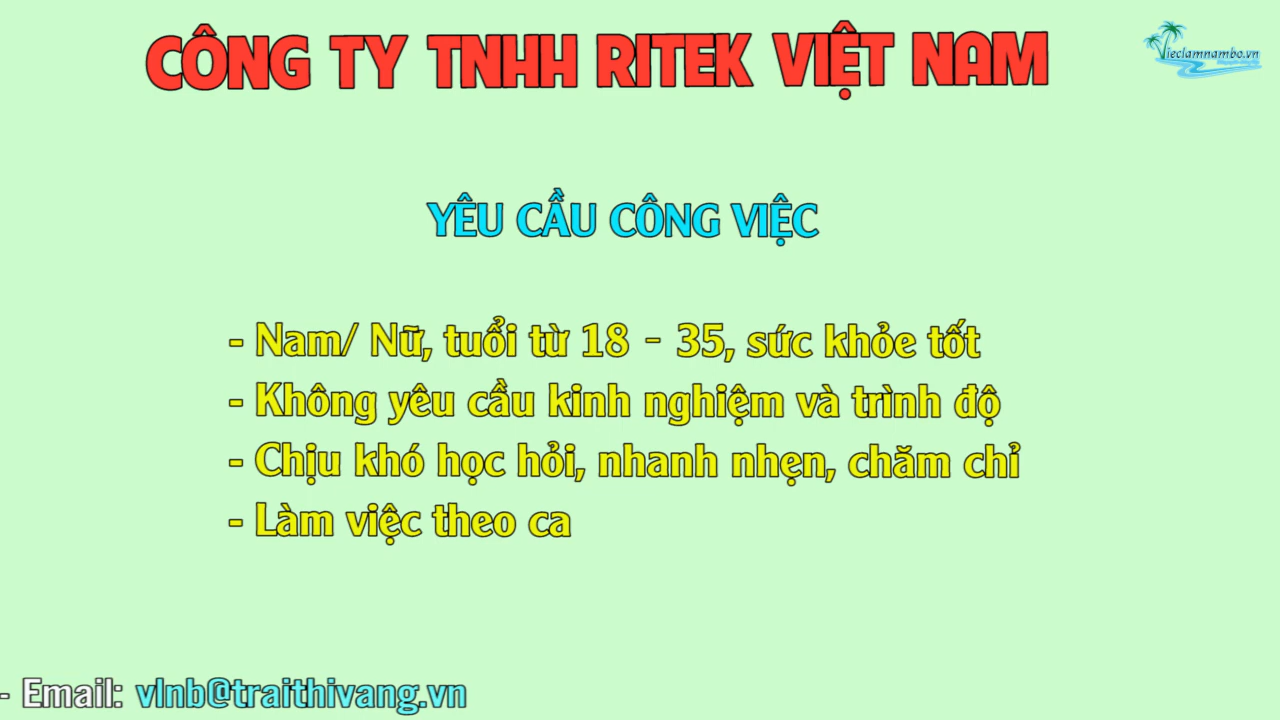 CÔNG TY TNHH RITEK VIỆT NAM
Vieclamnambo.vn
YÊU CẦU CÔNG VIỆC
- Nam/ Nữ, tuổi từ 18 - 35, sức khỏe tốt
- Không yêu cầu kinh nghiệm và trình độ
- Chịu khó học hỏi, nhanh nhẹn, chăm chỉ
- Làm việc theo ca
- Email: vlnb@traithivang.vn